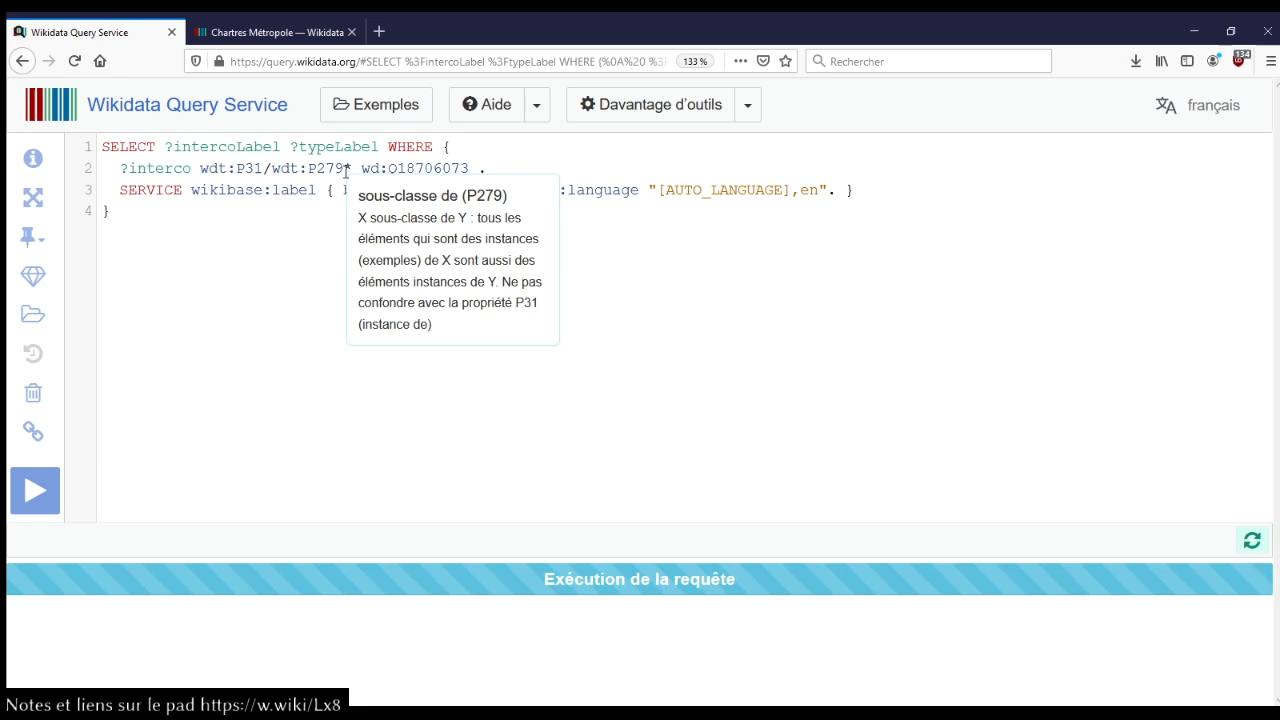 Wikidata Query Service
Chartres Métropole — Wikidata
https://query.wikidata.org/#SELECT %3FintercoLabel %3FtypeLabel WHERE {%0A%20 %3F
133 %
Rechercher
134
Wikidata Query Service
Exemples
Aide
Davantage d'outils
français
1 SELECT ?intercoLabel ?typeLabel WHERE {
2 ?interco wdt:P31/wdt:P279* wd:Q18706073 .
3 SERVICE wikibase:label { :language "[AUTO_LANGUAGE],en". }
4 }
sous-classe de (P279)
X sous-classe de Y : tous les
éléments qui sont des instances
(exemples) de X sont aussi des
éléments instances de Y. Ne pas
confondre avec la propriété P31
(instance de)
Exécution de la requête
Notes et liens sur le pad https://w.wiki/Lx8